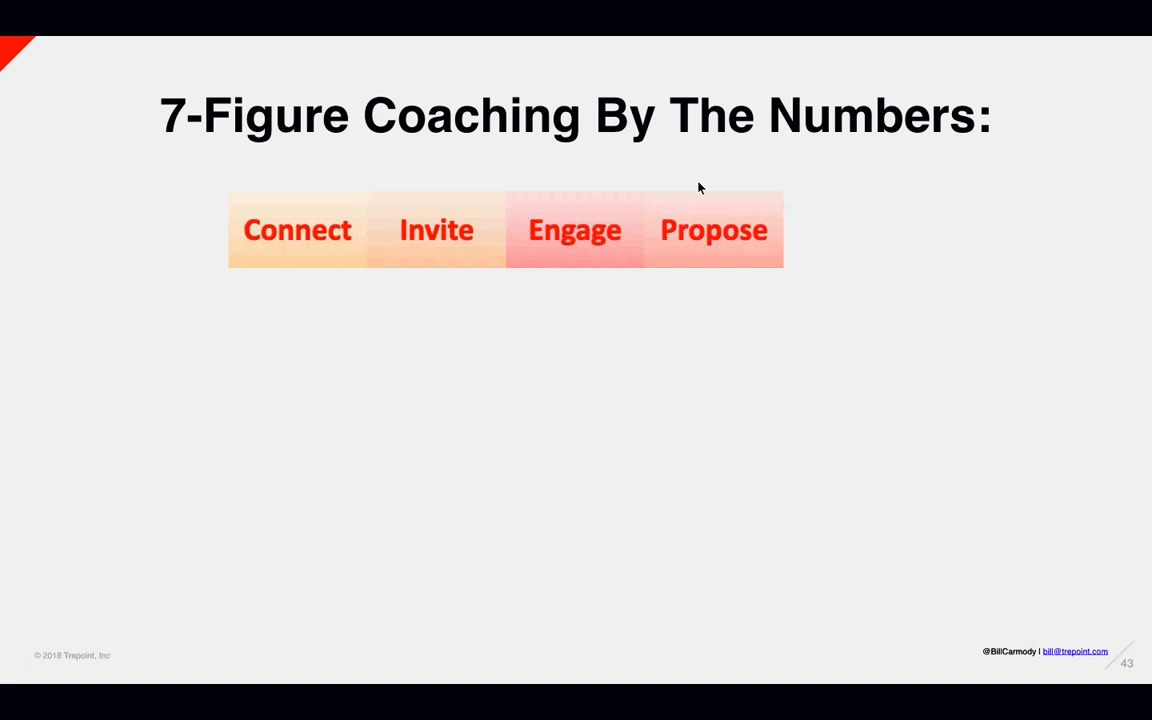 7-Figure Coaching By The Numbers:
Connect Invite Engage Propose
© 2018 Trepoint, Inc
@BillCarmody I bill@trepoint.com
43